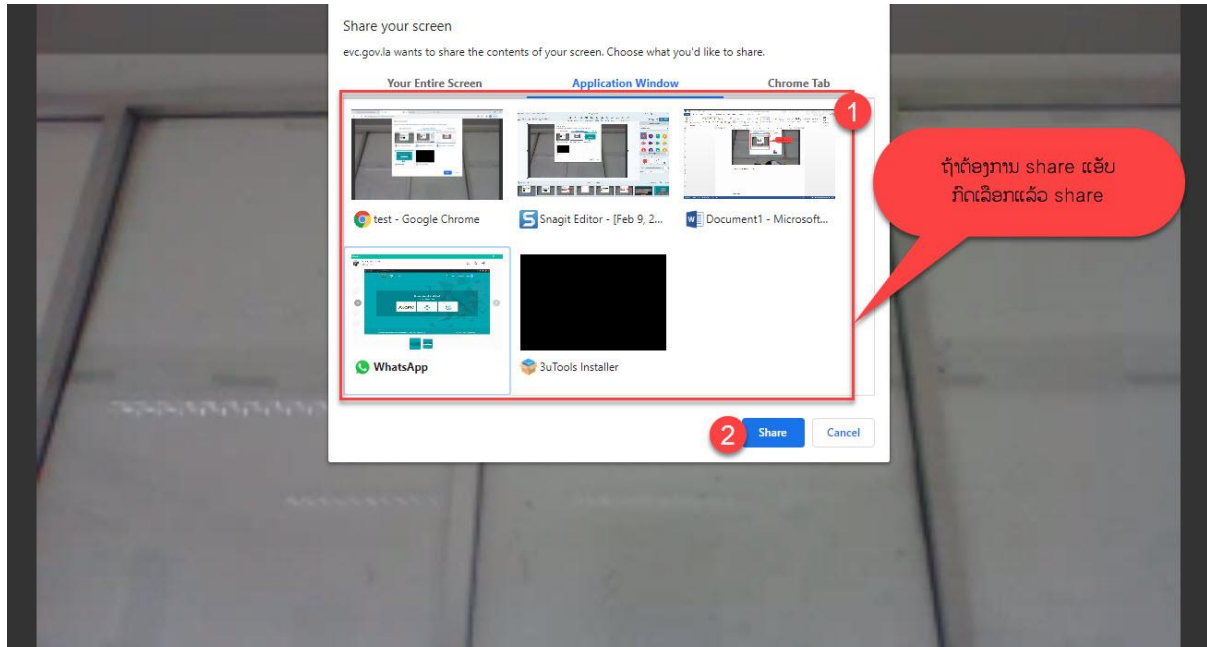 Share your screen
evc.gov.la wants to share the contents of your screen. Choose what you'd like to share.
Your Entire Screen
Application Window
Chrome Tab
1
test - Google Chrome
Snagit Editor - [Feb 9, 2...
Document1 - Microsoft...
ຖ້າຕ້ອງການ share ແອັບ
ກົດເລືອກແລ້ວ share
WhatsApp
3uTools Installer
2
Share
Cancel